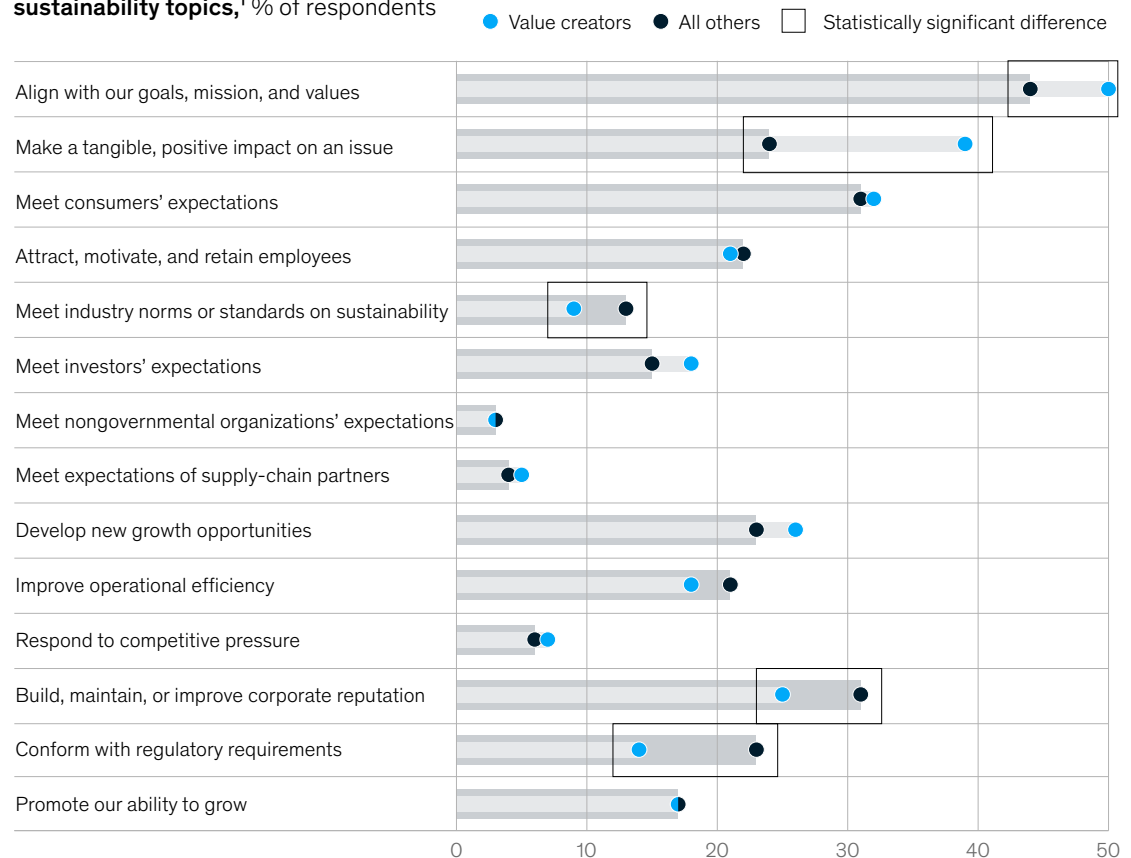 sustainability topics,¹ % of respondents
Value creators All others Statistically significant difference
Align with our goals, mission, and values
Make a tangible, positive impact on an issue
Meet consumers’ expectations
Attract, motivate, and retain employees
Meet industry norms or standards on sustainability
Meet investors’ expectations
Meet nongovernmental organizations’ expectations
Meet expectations of supply-chain partners
Develop new growth opportunities
Improve operational efficiency
Respond to competitive pressure
Build, maintain, or improve corporate reputation
Conform with regulatory requirements
Promote our ability to grow
0 10 20 30 40 50